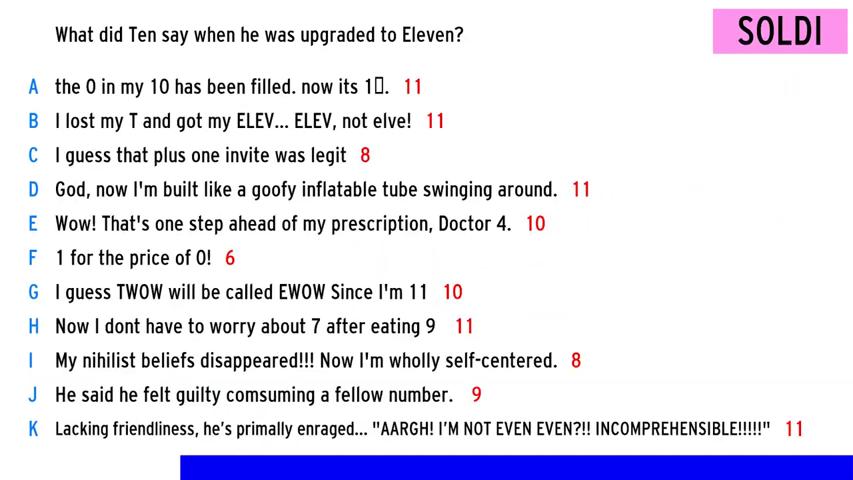 What did Ten say when he was upgraded to Eleven?
SOLDI
A the 0 in my 10 has been filled. now its 1▯. 11
B I lost my T and got my ELEV... ELEV, not elve! 11
C I guess that plus one invite was legit 8
D God, now I'm built like a goofy inflatable tube swinging around. 11
E Wow! That's one step ahead of my prescription, Doctor 4. 10
F 1 for the price of 0! 6
G I guess TWOW will be called EWOW Since I'm 11 10
H Now I dont have to worry about 7 after eating 9 11
I My nihilist beliefs disappeared!!! Now I'm wholly self-centered. 8
J He said he felt guilty comsuming a fellow number. 9
K Lacking friendliness, he's primally enraged... "AARGH! I'M NOT EVEN EVEN?!! INCOMPREHENSIBLE!!!!!" 11